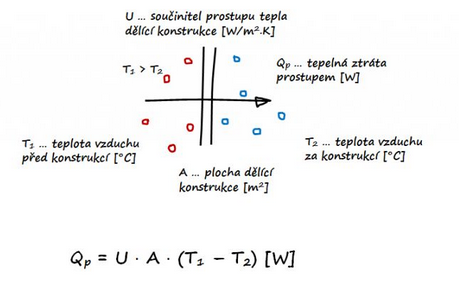 U ... součinitel prostupu tepla
dělící konstrukce [W/m².K]
T₁ > T₂
Qₚ ... tepelná ztráta
prostupem [W]
T₁ ... teplota vzduchu
před konstrukcí [°C]
T₂ ... teplota vzduchu
za konstrukcí [°C]
A ... plocha dělící
konstrukce [m²]
Qₚ = U · A · (T₁ − T₂) [W]